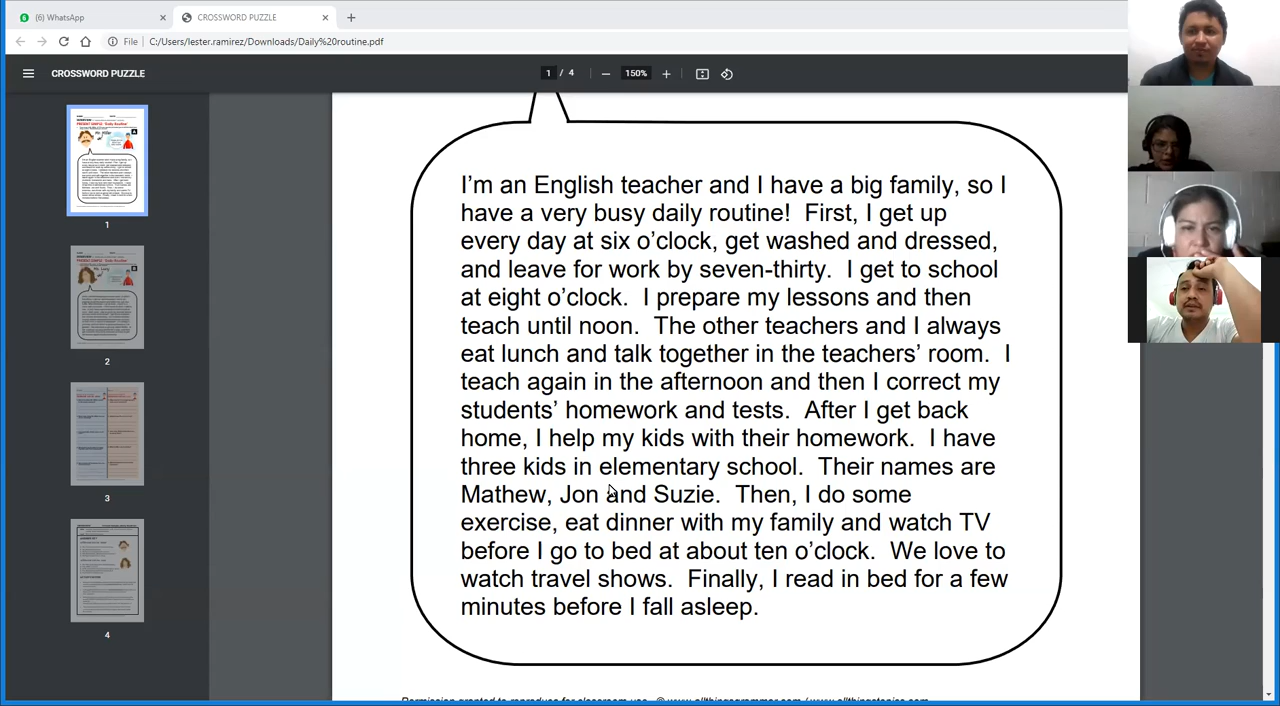 (6) WhatsApp
CROSSWORD PUZZLE
File
C:/Users/lester.ramirez/Downloads/Daily%20routine.pdf
CROSSWORD PUZZLE
1 / 4
150%
I'm an English teacher and I have a big family, so I
have a very busy daily routine! First, I get up
every day at six o'clock, get washed and dressed,
and leave for work by seven-thirty. I get to school
at eight o'clock. I prepare my lessons and then
teach until noon. The other teachers and I always
eat lunch and talk together in the teachers' room. I
teach again in the afternoon and then I correct my
students' homework and tests. After I get back
home, I help my kids with their homework. I have
three kids in elementary school. Their names are
Mathew, Jon and Suzie. Then, I do some
exercise, eat dinner with my family and watch TV
before I go to bed at about ten o'clock. We love to
watch travel shows. Finally, I read in bed for a few
minutes before I fall asleep.
1
2
3
4